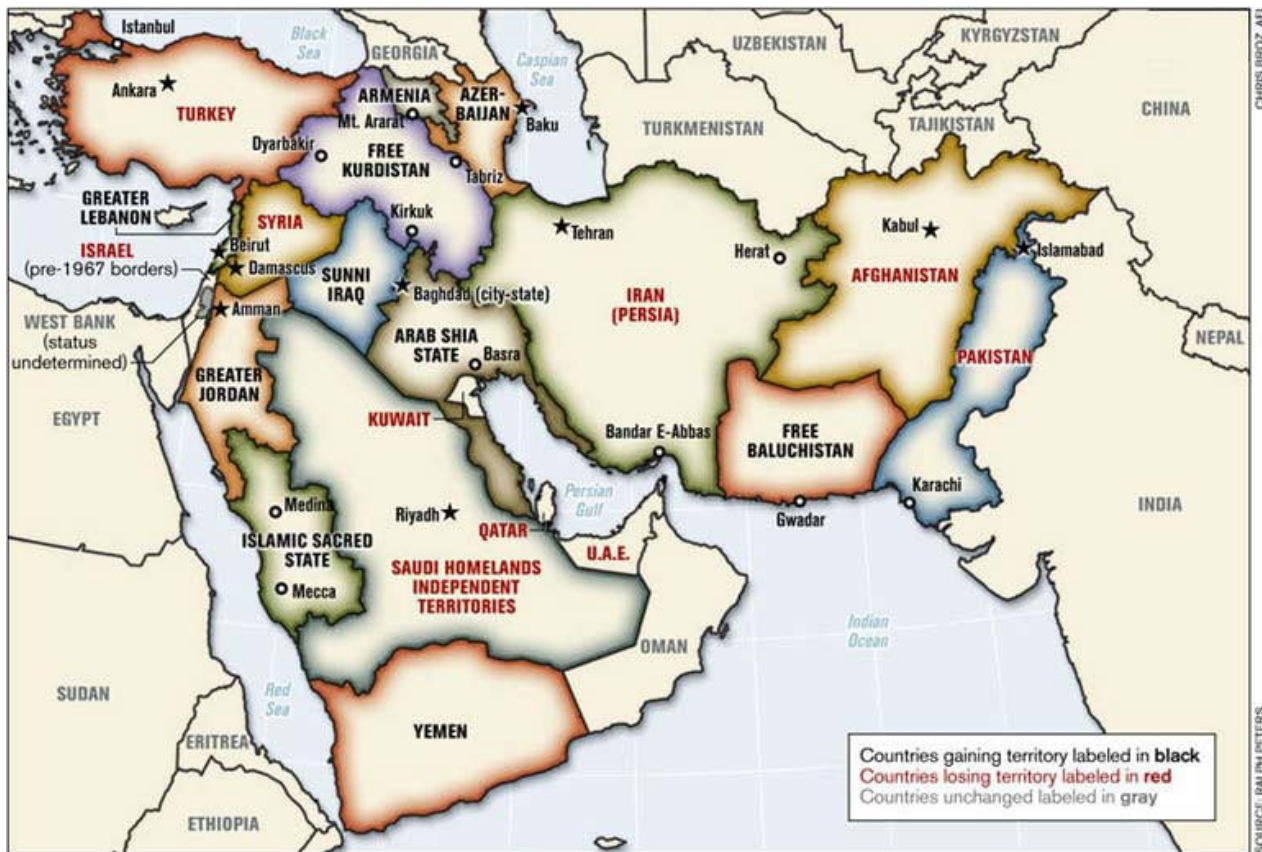 Istanbul
Black
Sea
GEORGIA
Caspian
Sea
UZBEKISTAN
KYRGYZSTAN
CHRIS BROZ, AFJ
Ankara
TURKEY
ARMENIA
AZER-
BAIJAN
Baku
TURKMENISTAN
TAJIKISTAN
CHINA
Mt. Ararat
Dyarbakir
FREE
KURDISTAN
Tabriz
GREATER
LEBANON
SYRIA
Kirkuk
Tehran
Herat
Kabul
Islamabad
ISRAEL
(pre-1967 borders)
Beirut
Damascus
SUNNI
IRAQ
Baghdad (city-state)
IRAN
(PERSIA)
AFGHANISTAN
Amman
WEST BANK
(status
undetermined)
ARAB SHIA
STATE
Basra
PAKISTAN
NEPAL
GREATER
JORDAN
EGYPT
KUWAIT
Bandar E-Abbas
FREE
BALUCHISTAN
Karachi
INDIA
Medina
Riyadh
Persian
Gulf
Gwadar
ISLAMIC SACRED
STATE
QATAR
U.A.E.
Mecca
SAUDI HOMELANDS
INDEPENDENT
TERRITORIES
OMAN
Indian
Ocean
SUDAN
Red
Sea
YEMEN
ERITREA
ETHIOPIA
Countries gaining territory labeled in black
Countries losing territory labeled in red
Countries unchanged labeled in gray
SOURCE: RALPH PETERS